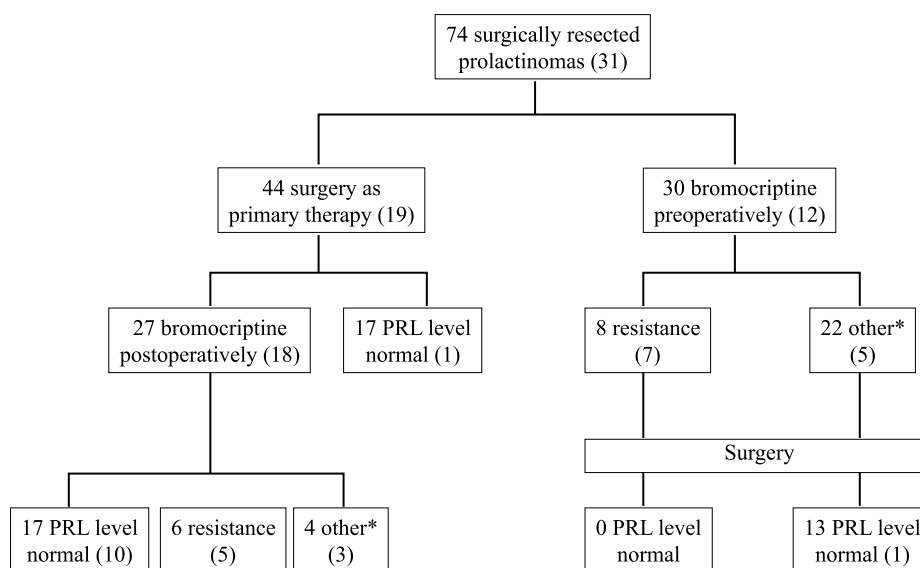 74 surgically resected
prolactinomas (31)
44 surgery as
primary therapy (19)
30 bromocriptine
preoperatively (12)
27 bromocriptine
postoperatively (18)
17 PRL level
normal (1)
8 resistance
(7)
22 other*
(5)
Surgery
17 PRL level
normal (10)
6 resistance
(5)
4 other*
(3)
0 PRL level
normal
13 PRL level
normal (1)